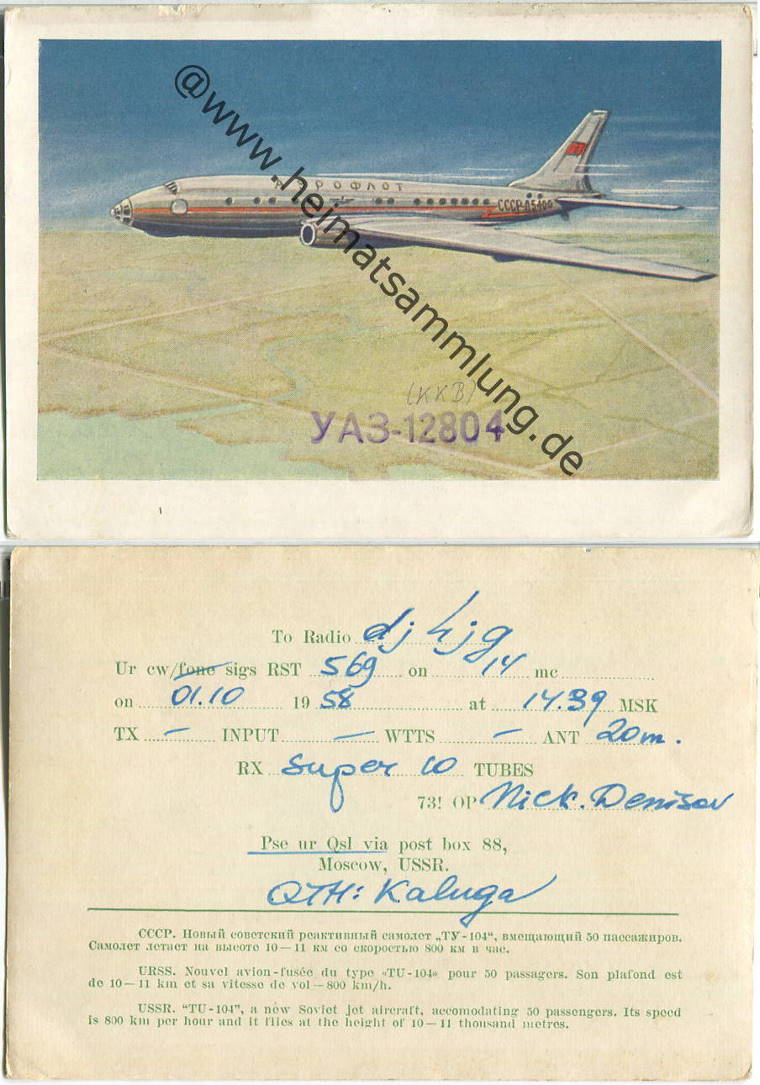 @www.heimatsammlung.de
АЭРОФЛОТ
СССР-Л5400
(KKB)
УАЗ-12804
To Radio dj4jg
Ur cw/fone sigs RST 569 on 14 mc
on 01.10 1958 at 14.39 MSK
TX – INPUT – WTTS – ANT 20m.
RX Super 10 TUBES
73! OP Nick. Denisov
Pse ur Qsl via post box 88,
Moscow, USSR.
QTH: Kaluga
СССР. Новый советский реактивный самолет „ТУ-104“, вмещающий 50 пассажиров.
Самолет летает на высоте 10—11 км со скоростью 800 км в час.
URSS. Nouvel avion-fusée du type «TU-104» pour 50 passagers. Son plafond est
de 10—11 km et sa vitesse de vol—800 km/h.
USSR. "TU-104", a new Soviet jet aircraft, accomodating 50 passengers. Its speed
is 800 km per hour and it flies at the height of 10—11 thousand metres.